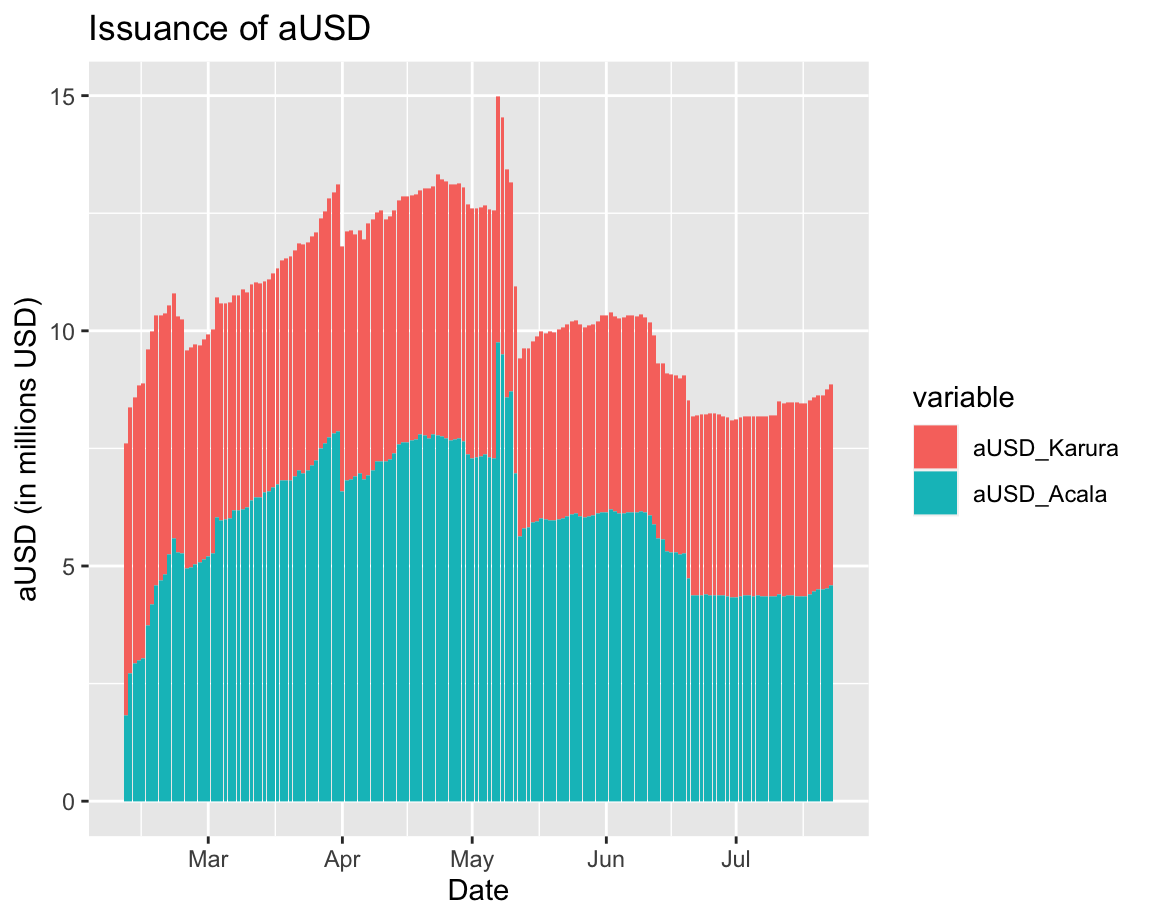 Issuance of aUSD
aUSD (in millions USD)
15
10
5
0
Mar Apr May Jun Jul
Date
variable
aUSD_Karura
aUSD_Acala